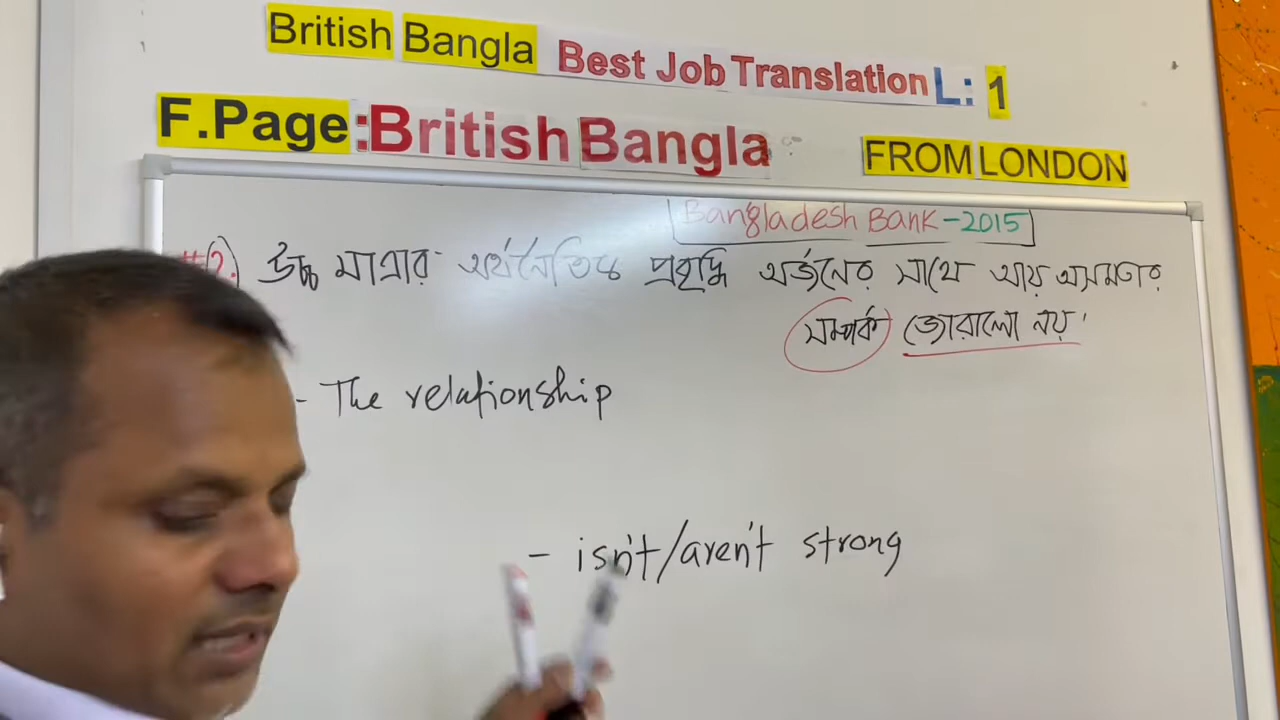 British Bangla Best Job Translation L: 1
F.Page: British Bangla FROM LONDON
Bangladesh Bank - 2015
#2. উচ্চ মাত্রার অর্থনৈতিক প্রবৃদ্ধি অর্জনের সাথে আয় অসমতার
সম্পর্ক জোরালো নয়।
- The relationship
- isn't/aren't strong